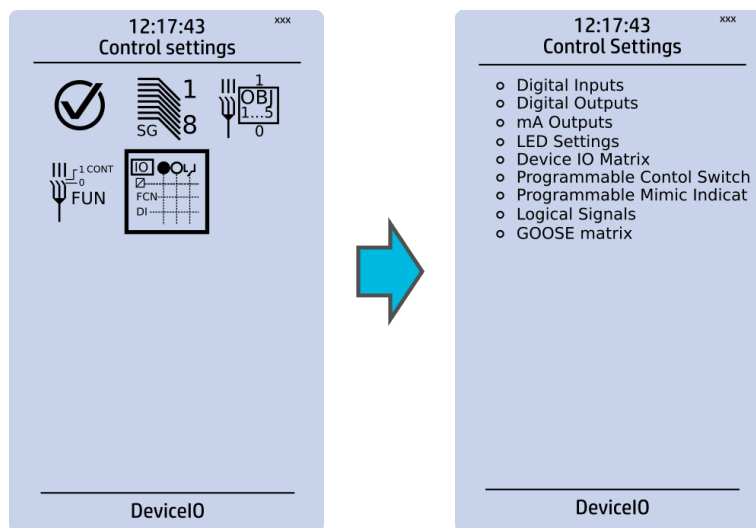 12:17:43
xxx
Control settings
SG
1
8
1
OBJ
1...5
0
1 CONT
0
FUN
IO
FCN
DI
DeviceIO
12:17:43
xxx
Control Settings
Digital Inputs
Digital Outputs
mA Outputs
LED Settings
Device IO Matrix
Programmable Contol Switch
Programmable Mimic Indicat
Logical Signals
GOOSE matrix
DeviceIO